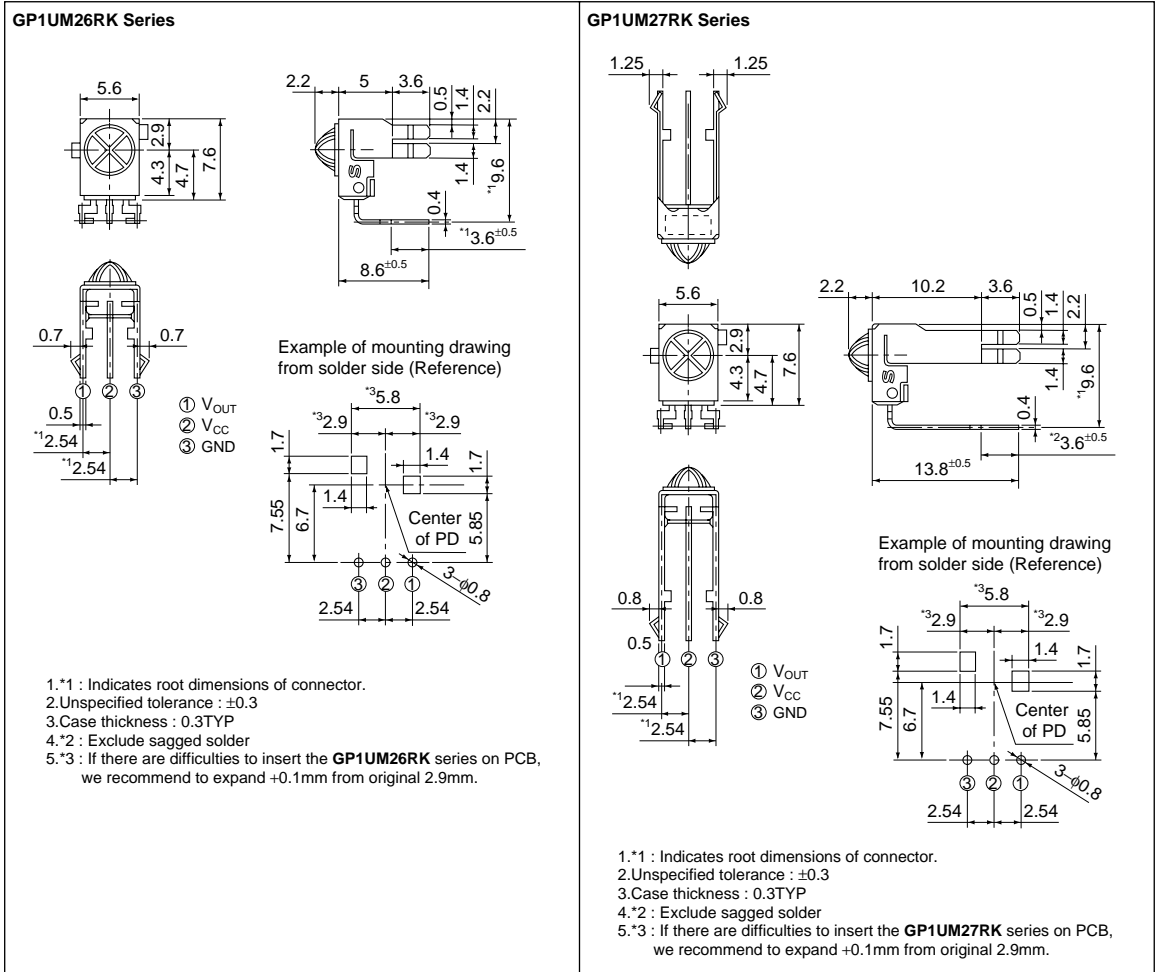 GP1UM26RK Series
5.6
2.9
4.3
4.7
7.6
2.2
5
3.6
0.5
1.4
2.2
1.4
*19.6
0.4
*13.6±0.5
8.6±0.5
S
0.7
0.7
① ② ③
0.5
*12.54
*12.54
① VOUT
② VCC
③ GND
Example of mounting drawing
from solder side (Reference)
*35.8
*32.9
*32.9
1.7
1.4
1.7
1.4
7.55
6.7
5.85
Center
of PD
③ ② ①
3–φ0.8
2.54
2.54
1.*1 : Indicates root dimensions of connector.
2.Unspecified tolerance : ±0.3
3.Case thickness : 0.3TYP
4.*2 : Exclude sagged solder
5.*3 : If there are difficulties to insert the GP1UM26RK series on PCB,
we recommend to expand +0.1mm from original 2.9mm.
GP1UM27RK Series
1.25
1.25
5.6
2.9
4.3
4.7
7.6
2.2
10.2
3.6
0.5
1.4
2.2
1.4
*19.6
0.4
*23.6±0.5
13.8±0.5
S
0.8
0.8
0.5
① ② ③
*12.54
*12.54
① VOUT
② VCC
③ GND
Example of mounting drawing
from solder side (Reference)
*35.8
*32.9
*32.9
1.7
1.4
1.7
1.4
7.55
6.7
5.85
Center
of PD
③ ② ①
3–φ0.8
2.54
2.54
1.*1 : Indicates root dimensions of connector.
2.Unspecified tolerance : ±0.3
3.Case thickness : 0.3TYP
4.*2 : Exclude sagged solder
5.*3 : If there are difficulties to insert the GP1UM27RK series on PCB,
we recommend to expand +0.1mm from original 2.9mm.